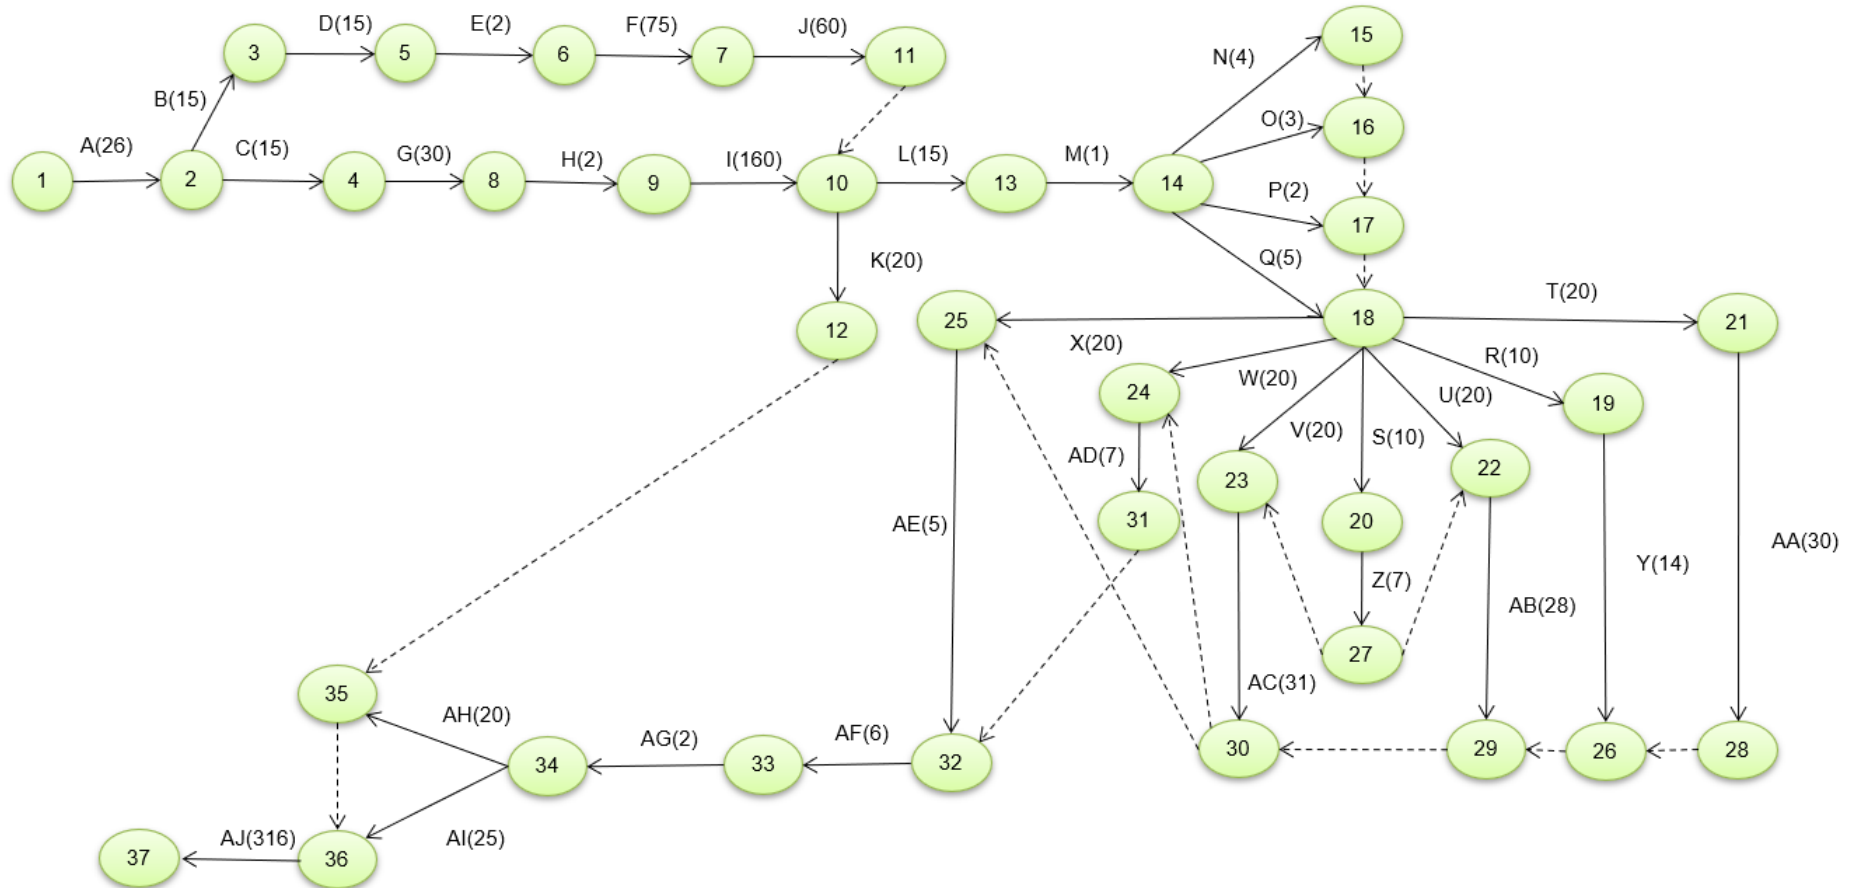 D(15)
E(2)
F(75)
J(60)
15
3
5
6
7
11
N(4)
B(15)
16
O(3)
A(26)
C(15)
G(30)
H(2)
I(160)
L(15)
M(1)
1
2
4
8
9
10
13
14
P(2)
17
K(20)
Q(5)
T(20)
12
25
18
21
X(20)
W(20)
R(10)
24
U(20)
19
V(20)
S(10)
AD(7)
23
22
31
20
AE(5)
AA(30)
Y(14)
Z(7)
AB(28)
27
35
AC(31)
AH(20)
AG(2)
AF(6)
34
33
32
30
29
26
28
AJ(316)
AI(25)
37
36